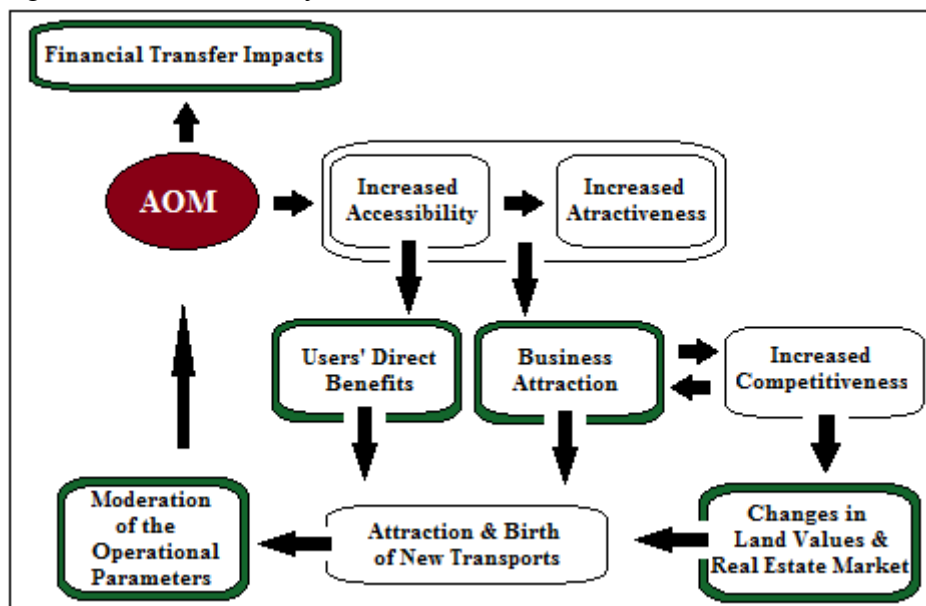 Financial Transfer Impacts
AOM
Increased
Accessibility
Increased
Atractiveness
Users' Direct
Benefits
Business
Attraction
Increased
Competitiveness
Moderation
of the
Operational
Parameters
Attraction & Birth
of New Transports
Changes in
Land Values &
Real Estate Market